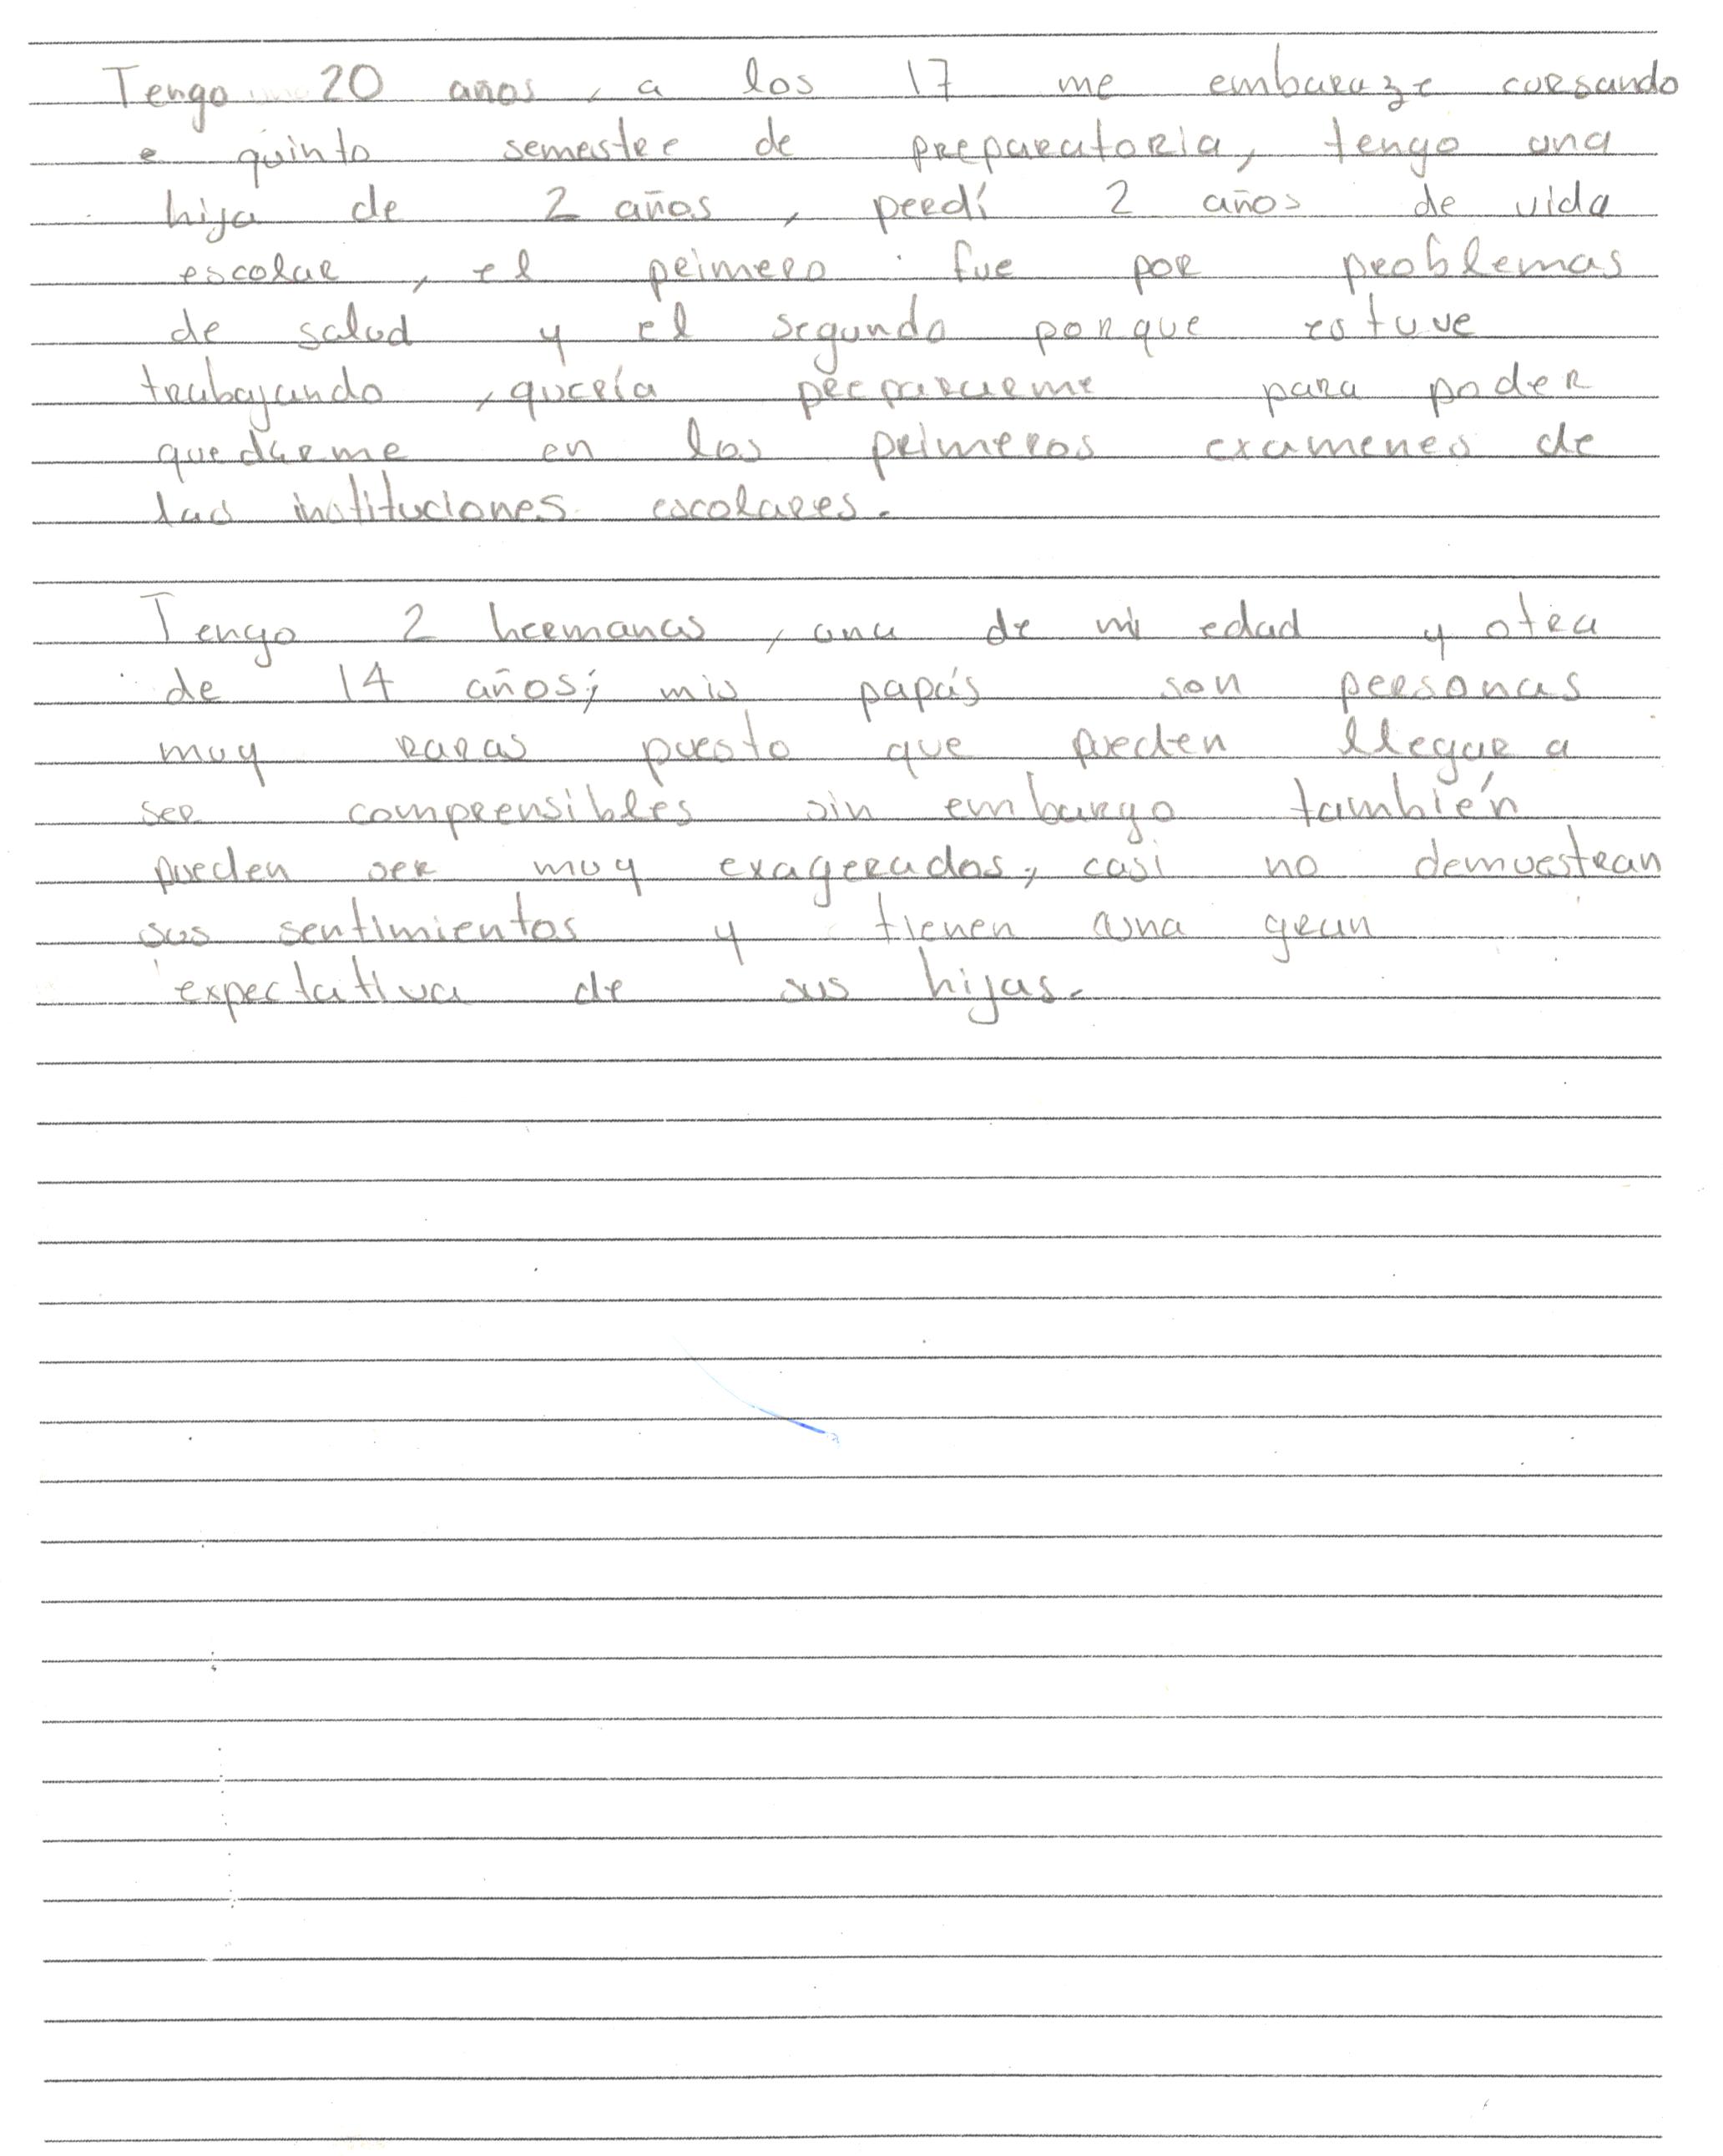 Tengo 20 años, a los 17 me embaraze cursando
e quinto semestre de preparatoria, tengo una
hija de 2 años, perdí 2 años de vida
escolar, el primero fue por problemas
de salud y el segundo porque estuve
trabajando, quería prepararme para poder
quedarme en los primeros examenes de
las instituciones escolares.
Tengo 2 hermanas, una de mi edad y otra
de 14 años; mis papás son personas
muy raras puesto que pueden llegar a
ser comprensibles sin embargo también
pueden ser muy exagerados, casi no demuestran
sus sentimientos y tienen una gran
expectativa de sus hijas.